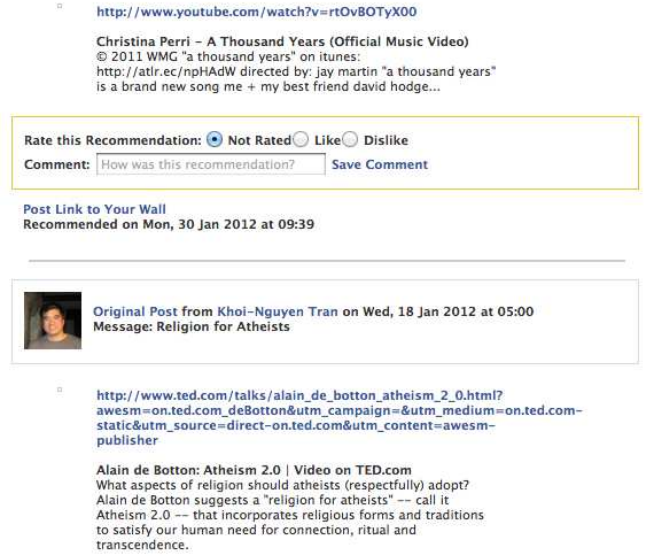 http://www.youtube.com/watch?v=rtOvBOTyX00
Christina Perri - A Thousand Years (Official Music Video)
© 2011 WMG "a thousand years" on itunes:
http://atlr.ec/npHAdW directed by: jay martin "a thousand years"
is a brand new song me + my best friend david hodge...
Rate this Recommendation: Not Rated Like Dislike
Comment: How was this recommendation? Save Comment
Post Link to Your Wall
Recommended on Mon, 30 Jan 2012 at 09:39
Original Post from Khoi-Nguyen Tran on Wed, 18 Jan 2012 at 05:00
Message: Religion for Atheists
http://www.ted.com/talks/alain_de_botton_atheism_2_0.html?
awesm=on.ted.com_deBotton&utm_campaign=&utm_medium=on.ted.com-
static&utm_source=direct-on.ted.com&utm_content=awesm-
publisher
Alain de Botton: Atheism 2.0 | Video on TED.com
What aspects of religion should atheists (respectfully) adopt?
Alain de Botton suggests a "religion for atheists" -- call it
Atheism 2.0 -- that incorporates religious forms and traditions
to satisfy our human need for connection, ritual and
transcendence.